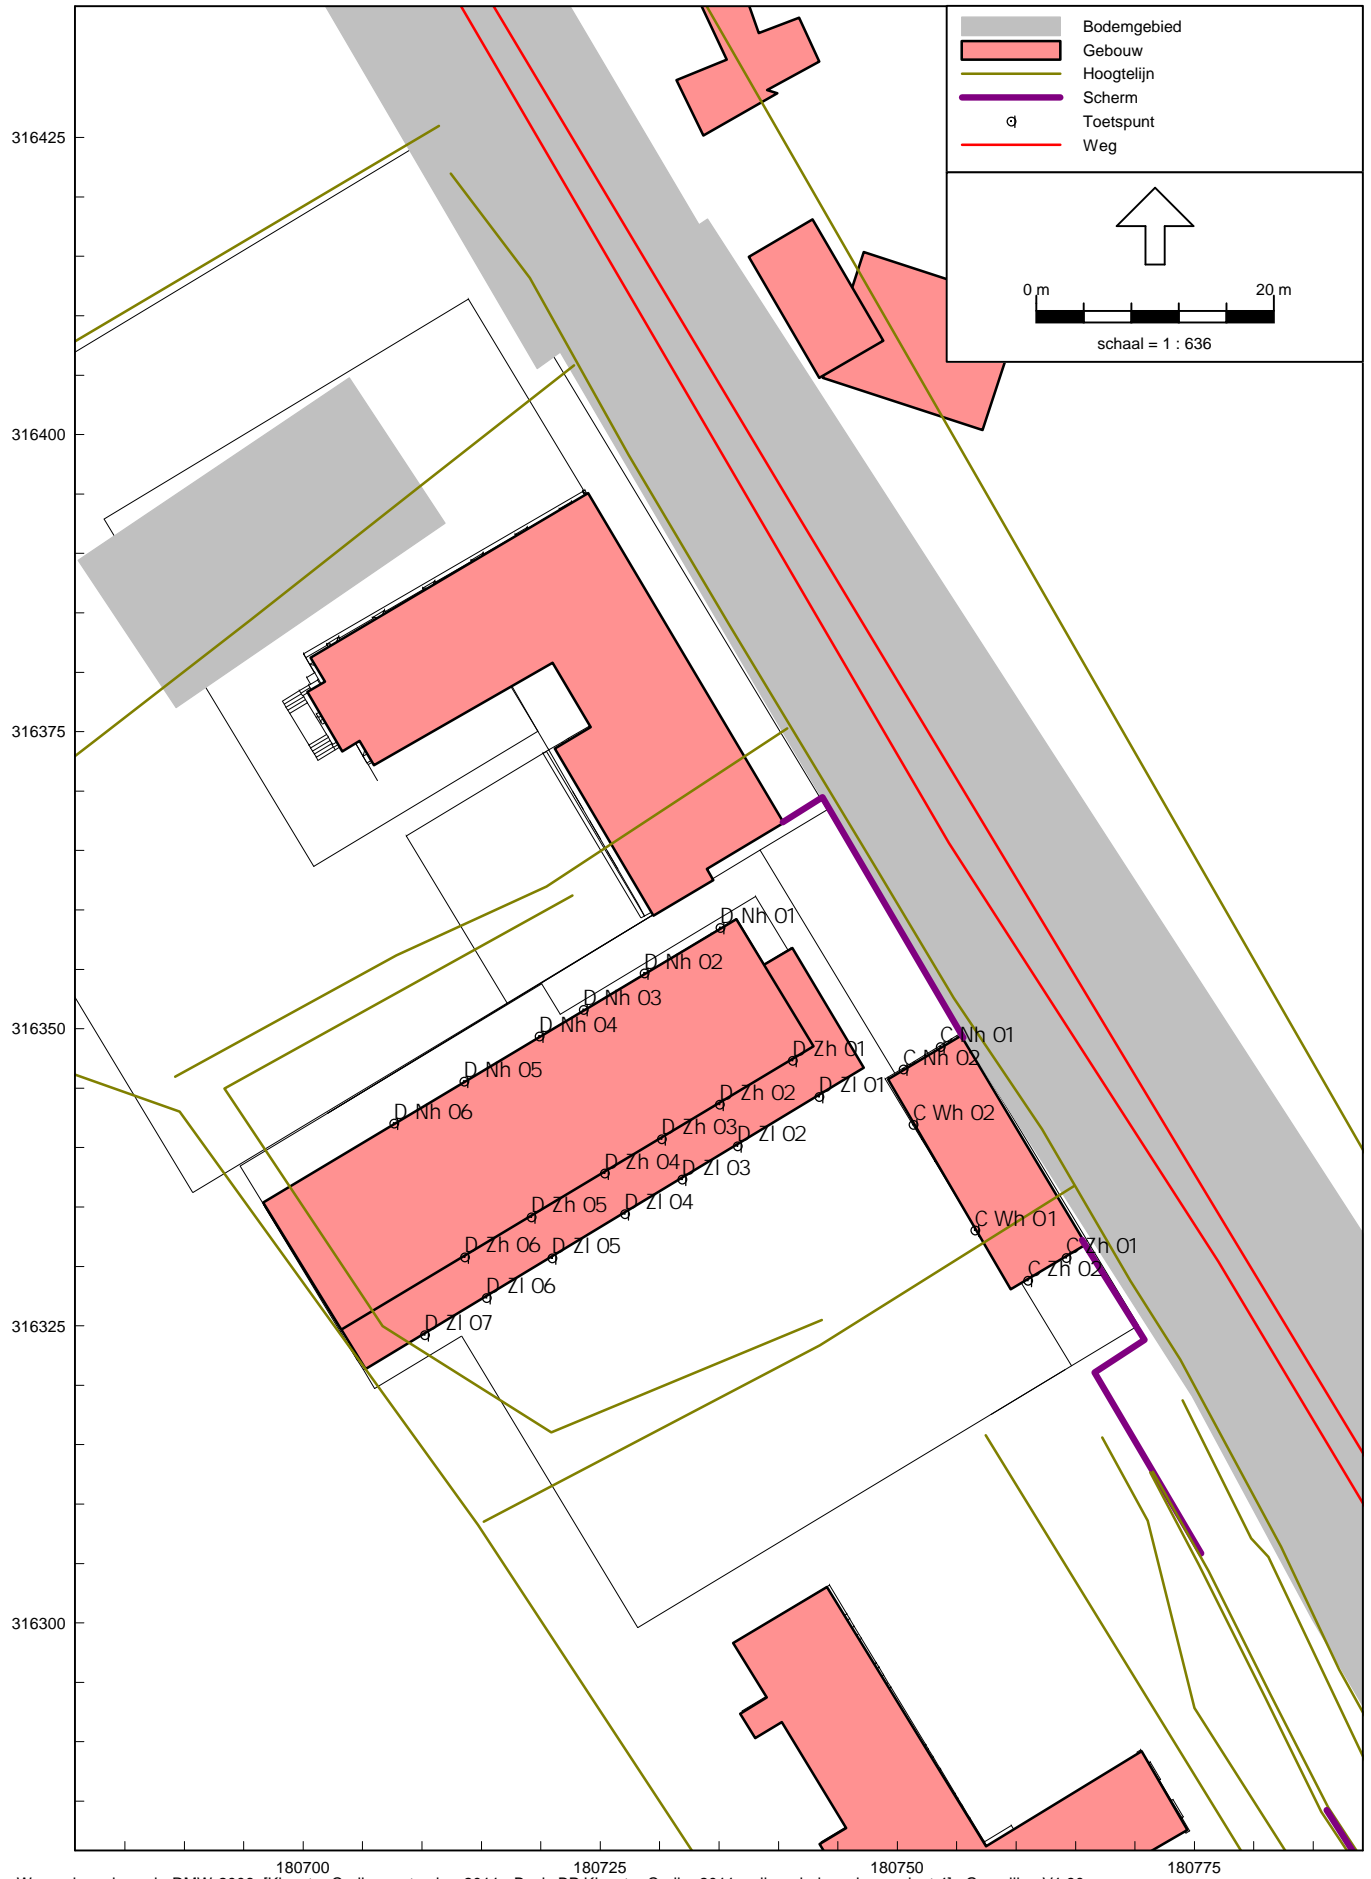 Bodemgebied
Gebouw
Hoogtelijn
Scherm
Toetspunt
Weg
0 m 20 m
schaal = 1 : 636
316425
316400
316375
316350
316325
316300
D Nh 01
D Nh 02
D Nh 03
D Nh 04
D Nh 05
D Nh 06
D Zh 01
D Zh 02
D Zh 03
D Zh 04
D Zh 05
D Zh 06
D Zl 01
D Zl 02
D Zl 03
D Zl 04
D Zl 05
D Zl 06
D Zl 07
C Nh 01
C Nh 02
C Wh 02
C Wh 01
C Zh 01
C Zh 02
180700 180725 180750 180775